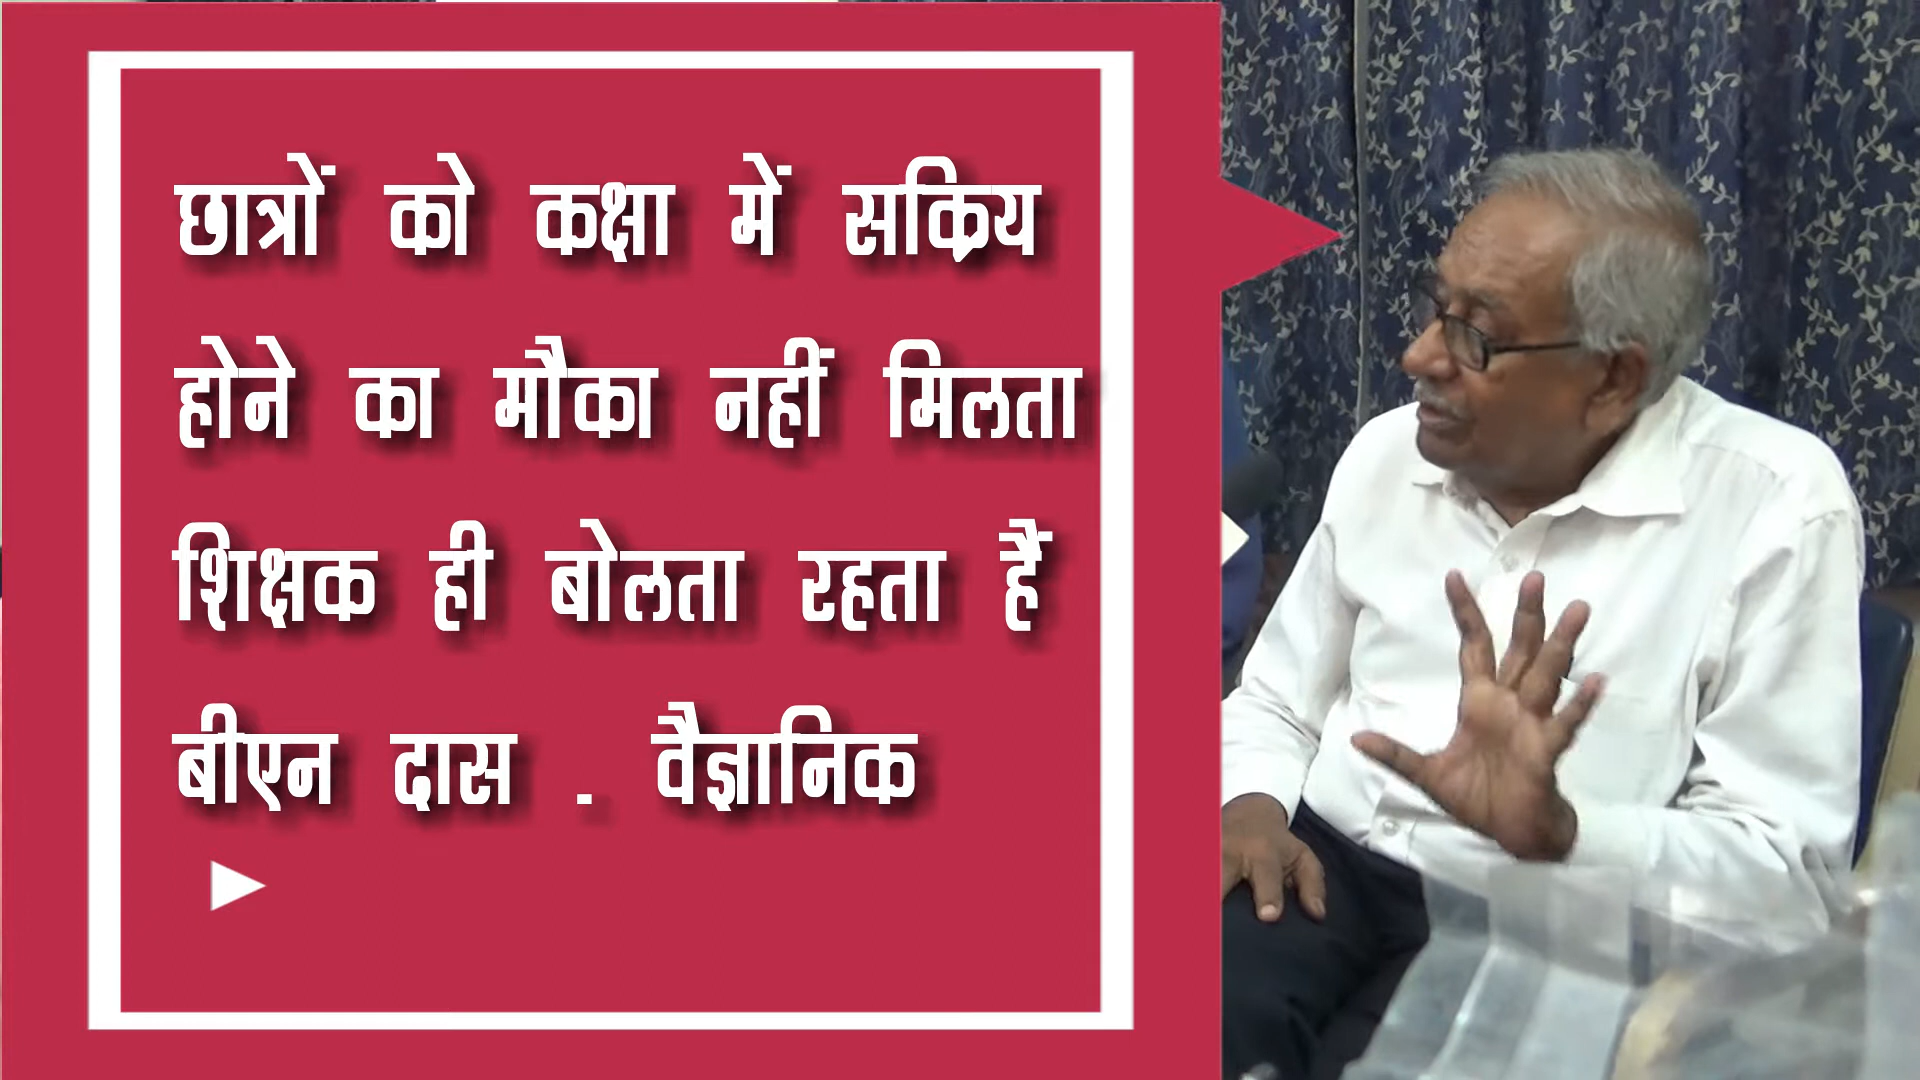 छात्रों को कक्षा में सक्रिय
होने का मौका नहीं मिलता
शिक्षक ही बोलता रहता हैं
बीएन दास . वैज्ञानिक